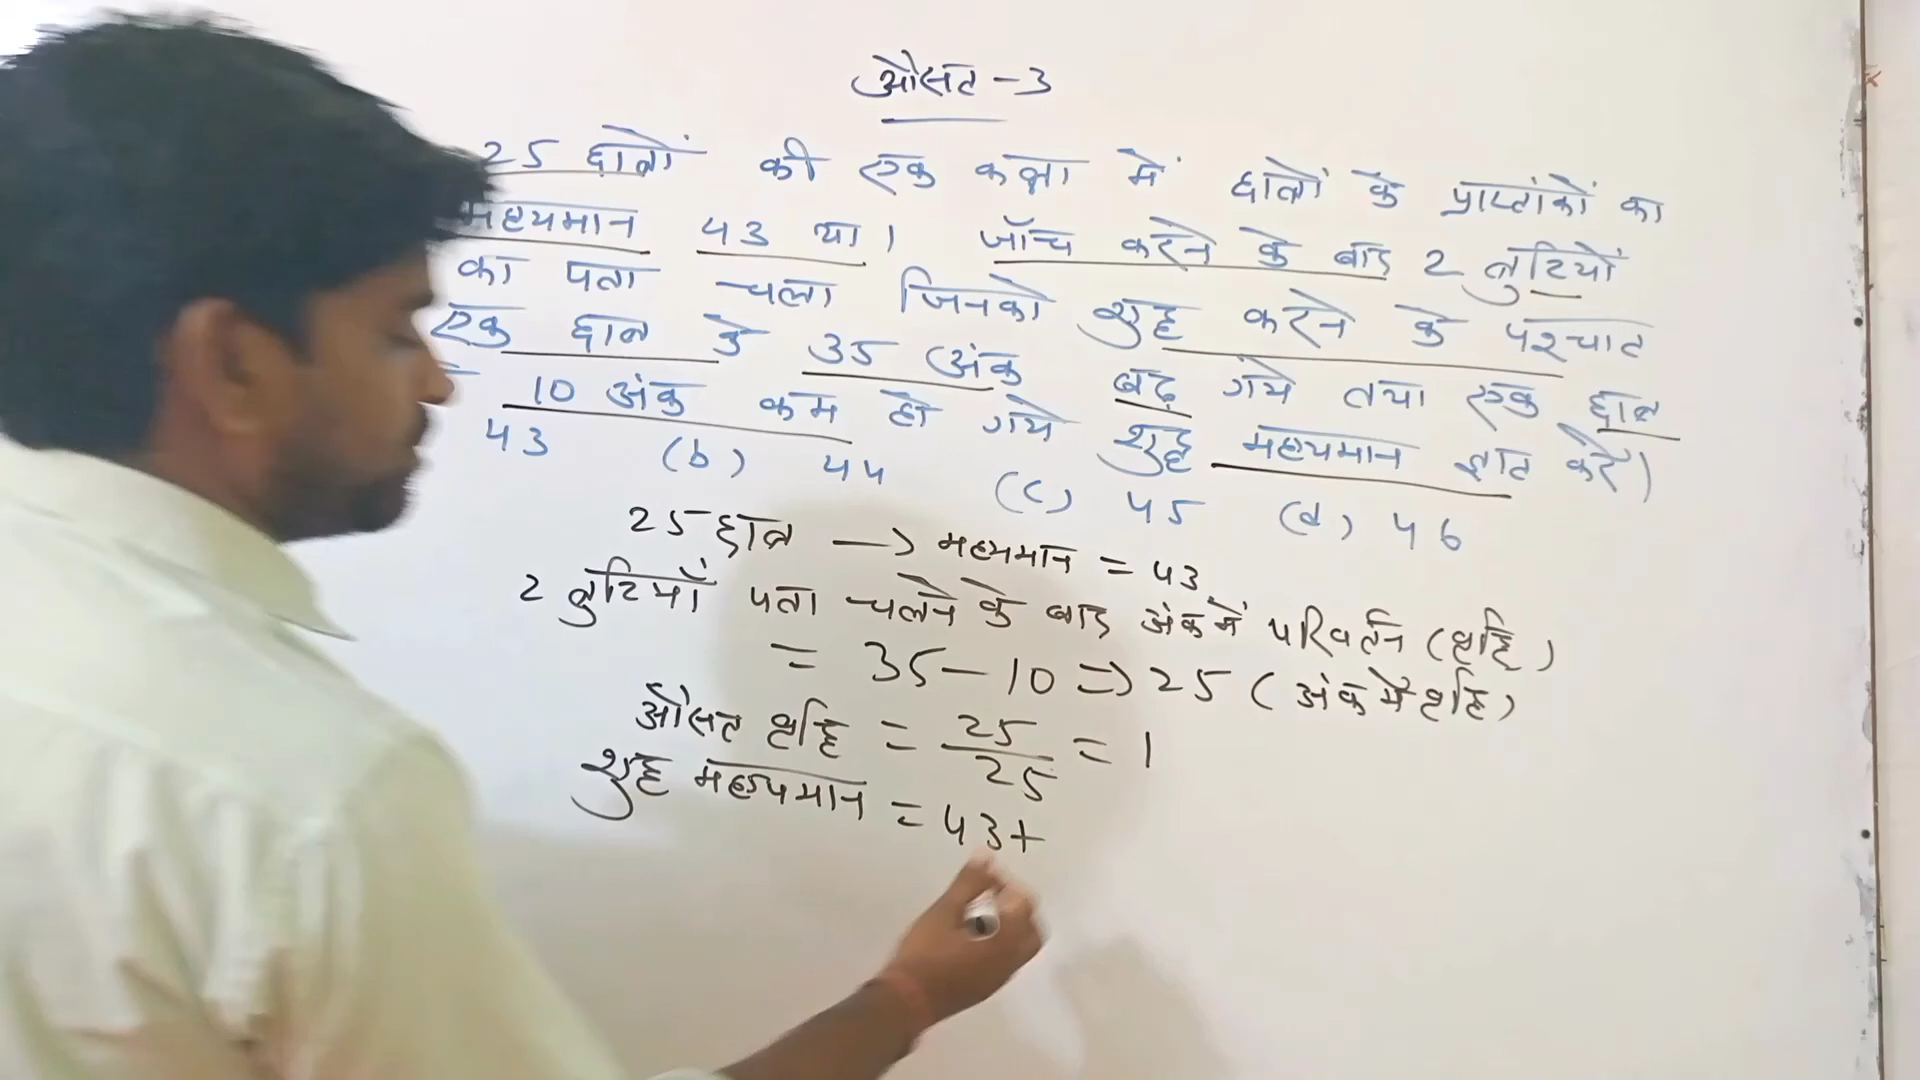 औसत - 3
25 छात्रों की एक कक्षा में छात्रों के प्राप्तांकों का
मध्यमान 43 था। जाँच करने के बाद 2 त्रुटियों
का पता चला जिनको शुद्ध करने के पश्चात
एक छात्र के 35 अंक बढ़ गये तथा एक छात्र
10 अंक कम हो गये शुद्ध मध्यमान ज्ञात करें।
43 (b) 44 (c) 45 (d) 46
25 छात्र → मध्यमान = 43
2 त्रुटियाँ पता चलने के बाद अंक में परिवर्तन (वृद्धि)
= 35 - 10 ⇒ 25 (अंक में वृद्धि)
औसत वृद्धि = 25/25 = 1
शुद्ध मध्यमान = 43 +